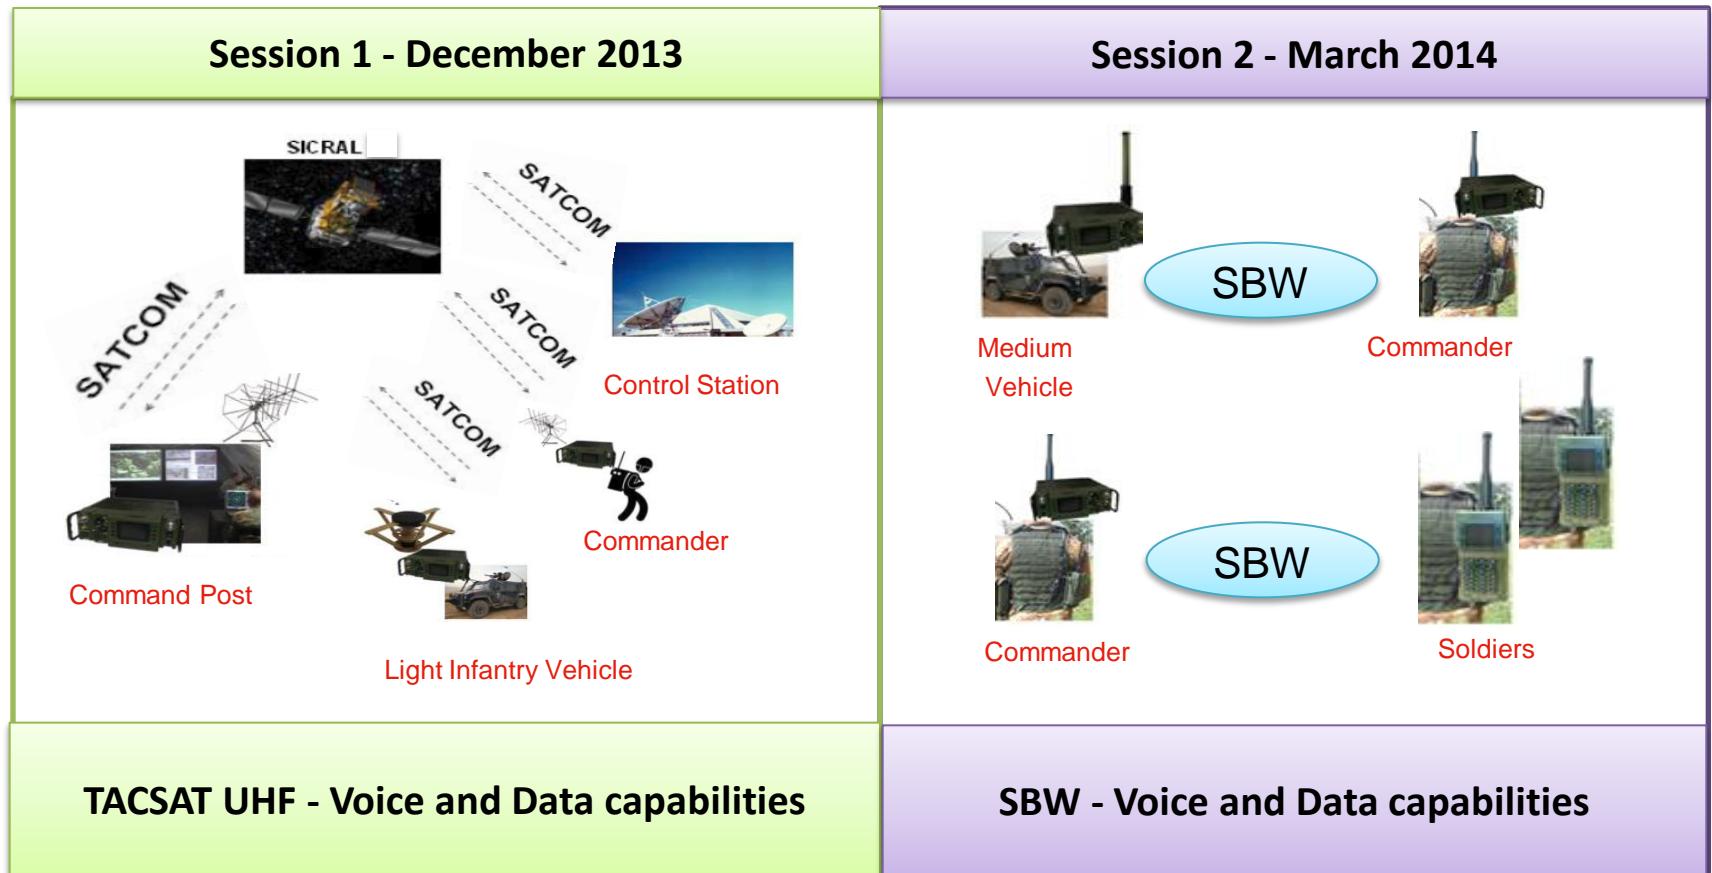 Session 1 - December 2013
SICRAL
SATCOM
SATCOM
SATCOM
SATCOM
Control Station
Commander
Command Post
Light Infantry Vehicle
TACSAT UHF - Voice and Data capabilities
Session 2 - March 2014
SBW
Medium
Vehicle
Commander
SBW
Commander
Soldiers
SBW - Voice and Data capabilities